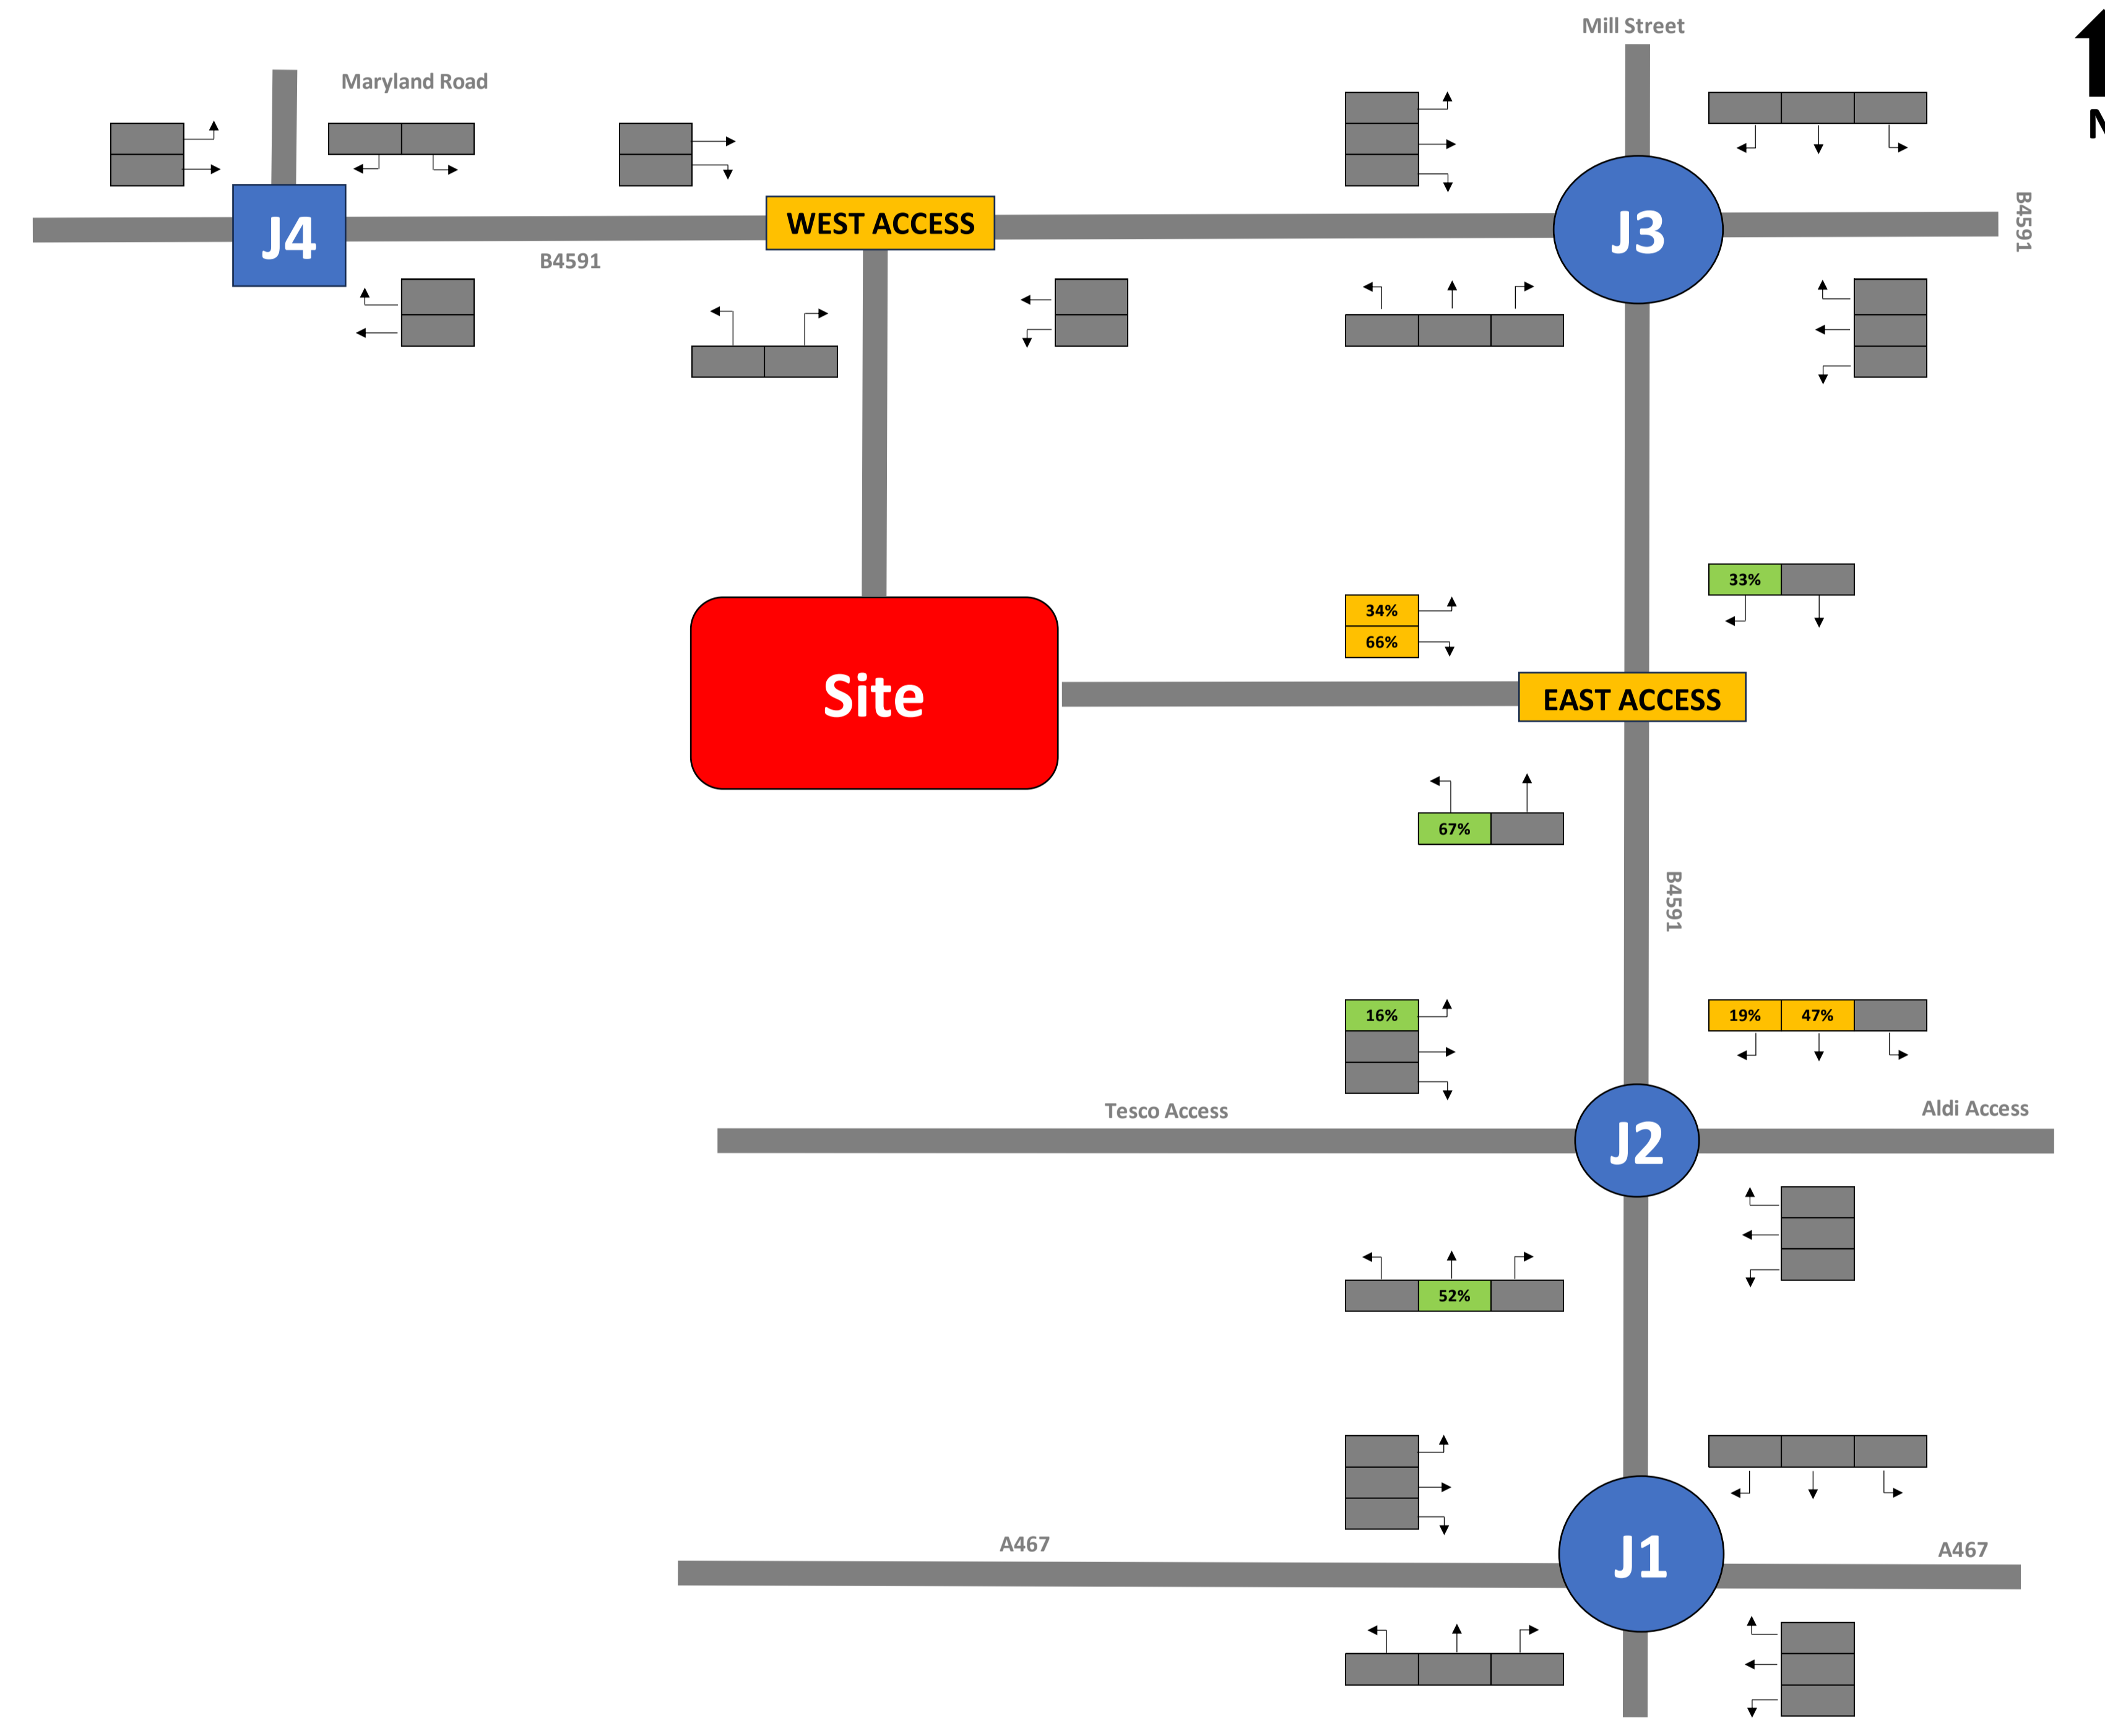 Mill Street
Maryland Road
J4
WEST ACCESS
J3
B4591
B4591
33%
34%
66%
Site
EAST ACCESS
67%
B4591
16%
19% 47%
Tesco Access
Aldi Access
J2
52%
A467
J1
A467